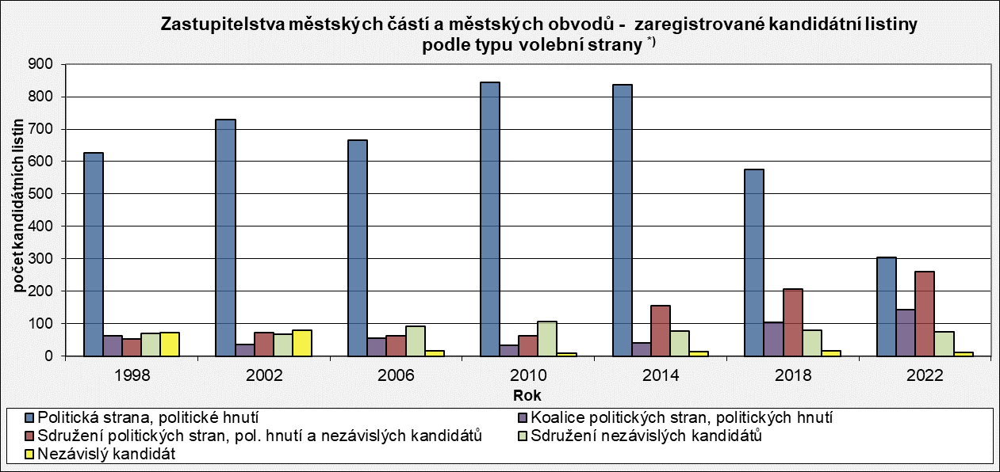 Zastupitelstva městských částí a městských obvodů -  zaregistrované kandidátní listiny
podle typu volební strany *)
počet kandidátních listin
900
800
700
600
500
400
300
200
100
0
1998 2002 2006 2010 2014 2018 2022
Rok
Politická strana, politické hnutí
Koalice politických stran, politických hnutí
Sdružení politických stran, pol. hnutí a nezávislých kandidátů
Sdružení nezávislých kandidátů
Nezávislý kandidát